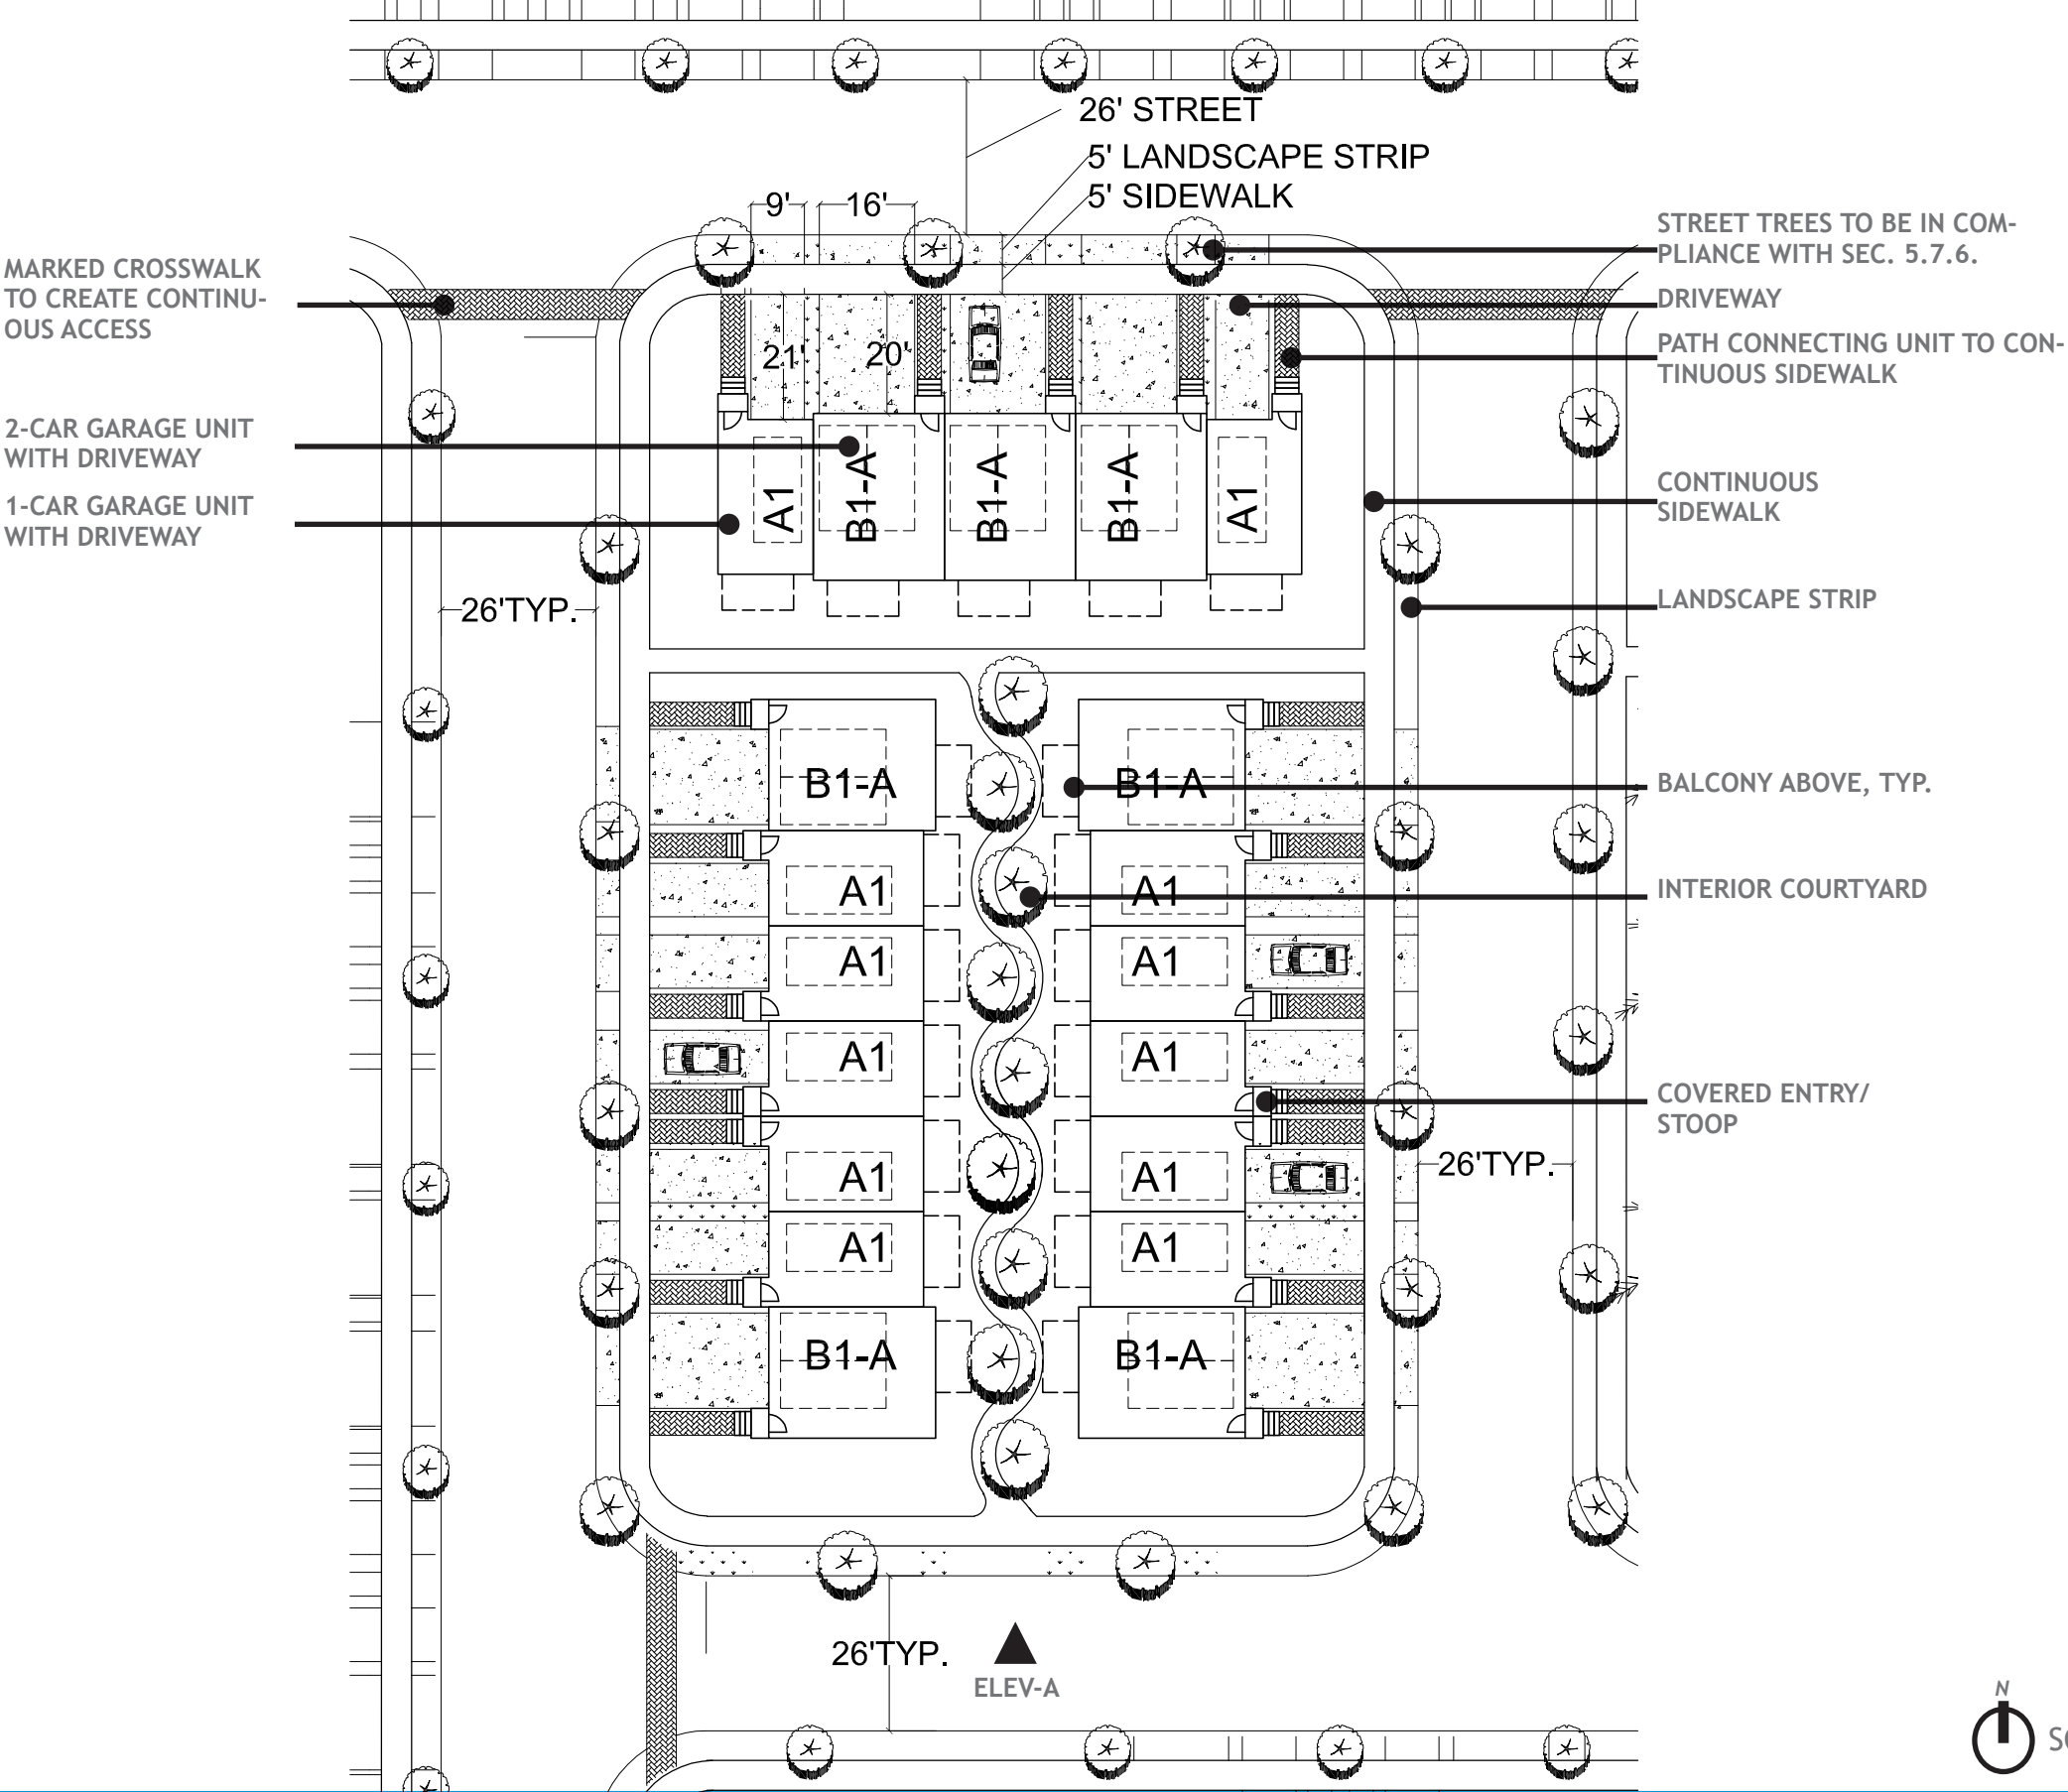 26' STREET
5' LANDSCAPE STRIP
5' SIDEWALK
9'
16'
STREET TREES TO BE IN COM-
PLIANCE WITH SEC. 5.7.6.
MARKED CROSSWALK
TO CREATE CONTINU-
OUS ACCESS
DRIVEWAY
PATH CONNECTING UNIT TO CON-
TINUOUS SIDEWALK
21'
20'
2-CAR GARAGE UNIT
WITH DRIVEWAY
1-CAR GARAGE UNIT
WITH DRIVEWAY
A1
B1-A
B1-A
B1-A
A1
CONTINUOUS
SIDEWALK
26'TYP.
LANDSCAPE STRIP
B1-A
B1-A
BALCONY ABOVE, TYP.
A1
A1
INTERIOR COURTYARD
A1
A1
A1
A1
COVERED ENTRY/
STOOP
A1
A1
26'TYP.
A1
A1
B1-A
B1-A
26'TYP.
ELEV-A
N